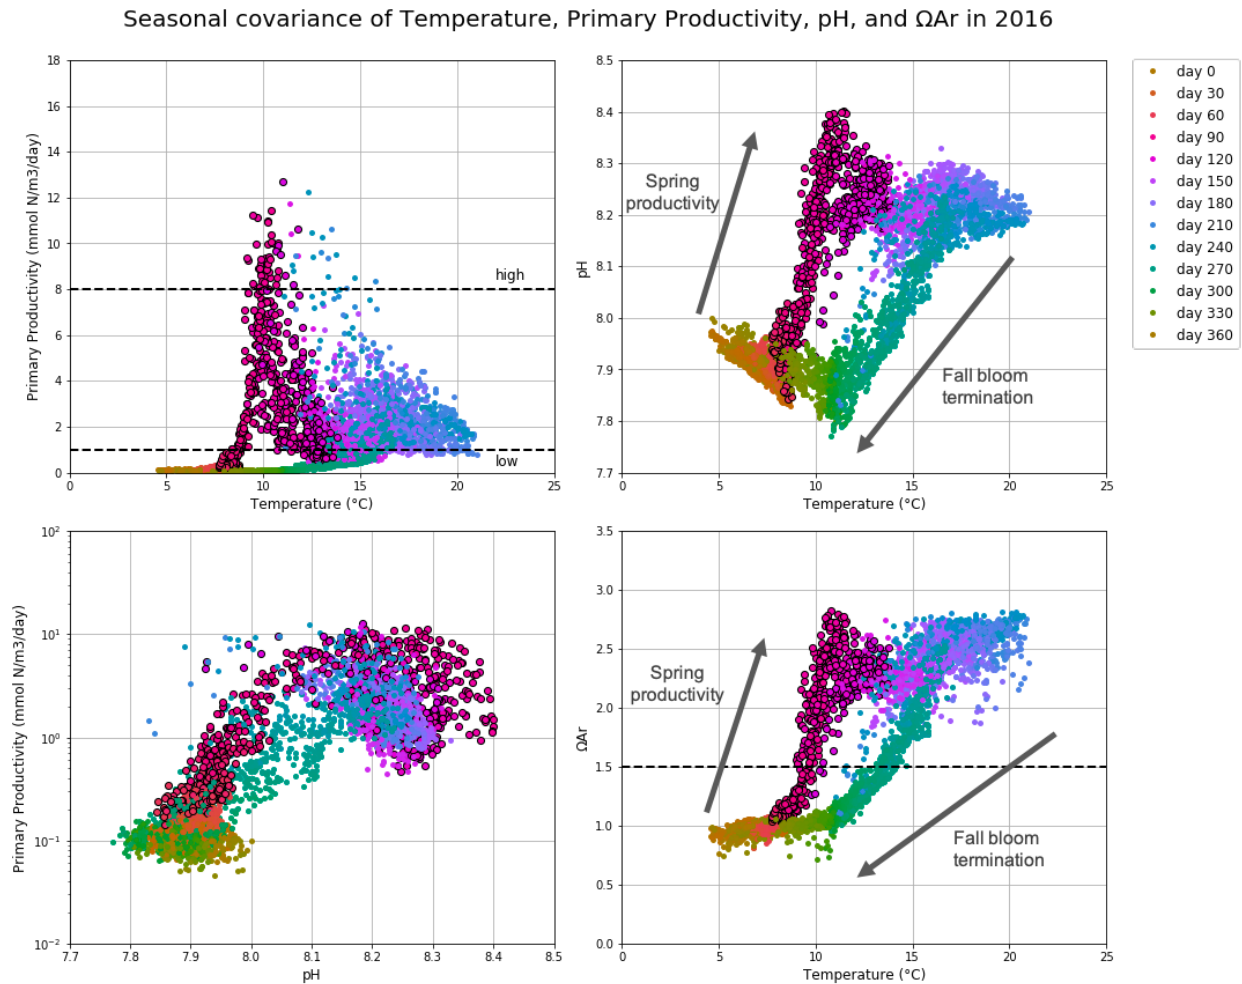 Seasonal covariance of Temperature, Primary Productivity, pH, and ΩAr in 2016
18
16
14
12
10
8
6
4
2
0
Primary Productivity (mmol N/m3/day)
high
low
0
5
10
15
20
25
Temperature (°C)
8.5
8.4
8.3
8.2
8.1
8.0
7.9
7.8
7.7
pH
Spring
productivity
Fall bloom
termination
0
5
10
15
20
25
Temperature (°C)
day 0
day 30
day 60
day 90
day 120
day 150
day 180
day 210
day 240
day 270
day 300
day 330
day 360
10²
10¹
10⁰
10⁻¹
10⁻²
Primary Productivity (mmol N/m3/day)
7.7
7.8
7.9
8.0
8.1
8.2
8.3
8.4
8.5
pH
3.5
3.0
2.5
2.0
1.5
1.0
0.5
0.0
ΩAr
Spring
productivity
Fall bloom
termination
0
5
10
15
20
25
Temperature (°C)